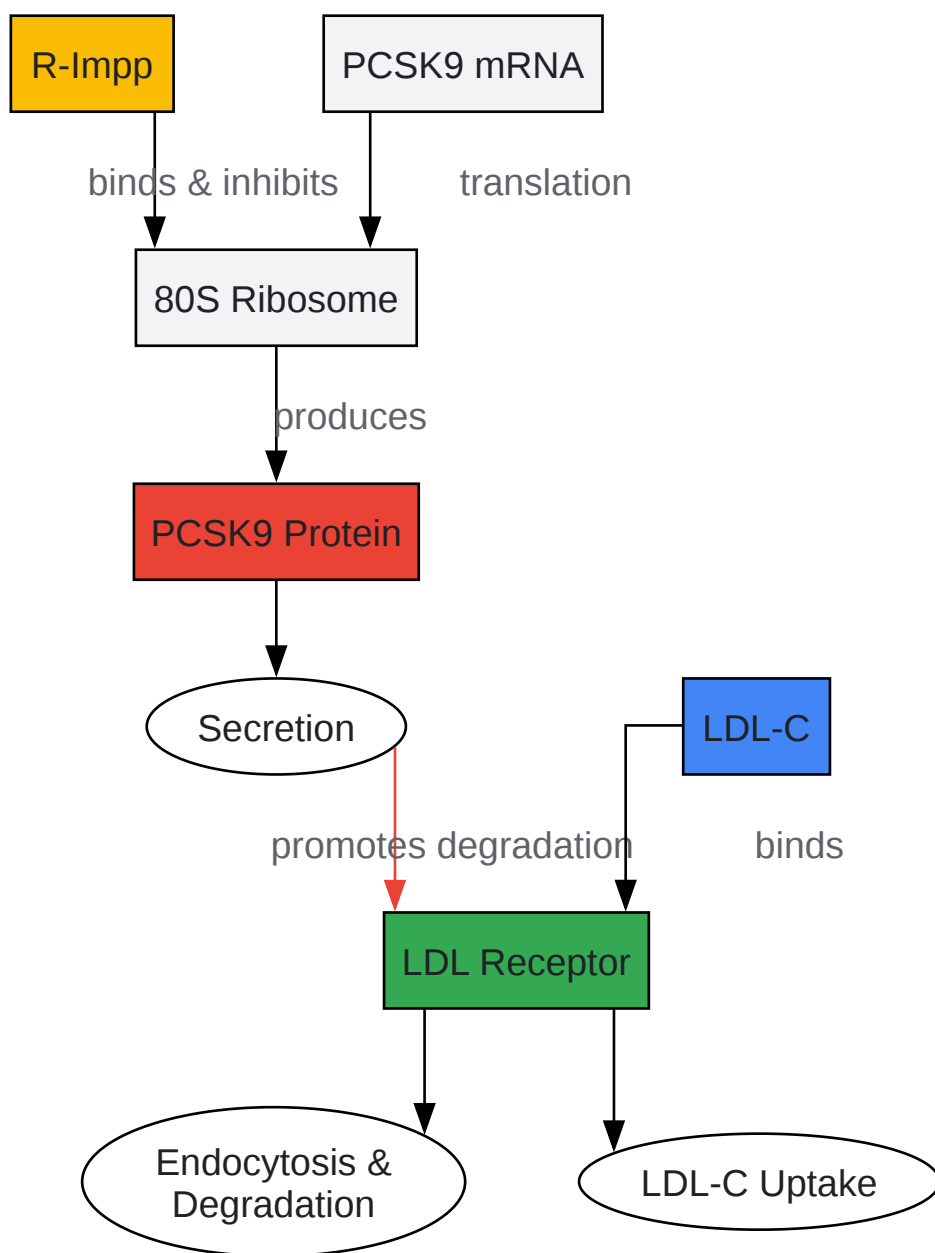 R-Impp
PCSK9 mRNA
binds & inhibits
translation
80S Ribosome
produces
PCSK9 Protein
Secretion
LDL-C
promotes degradation
binds
LDL Receptor
Endocytosis &
Degradation
LDL-C Uptake